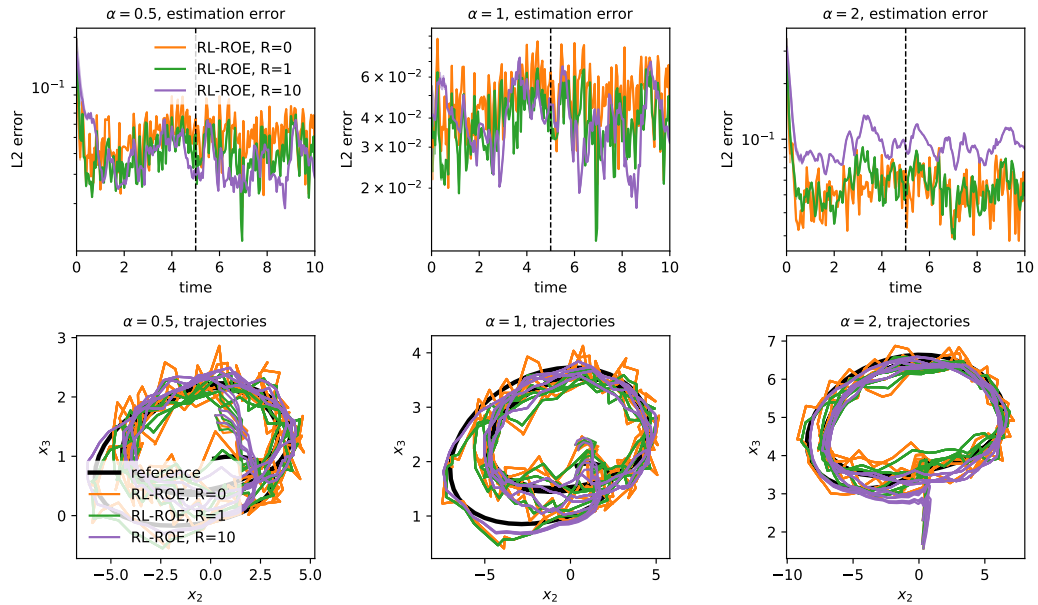 α = 0.5, estimation error
α = 1, estimation error
α = 2, estimation error
RL-ROE, R=0
RL-ROE, R=1
RL-ROE, R=10
L2 error
10⁻¹
L2 error
6 × 10⁻²
4 × 10⁻²
3 × 10⁻²
2 × 10⁻²
L2 error
10⁻¹
0 2 4 6 8 10
0 2 4 6 8 10
0 2 4 6 8 10
time
time
time
α = 0.5, trajectories
α = 1, trajectories
α = 2, trajectories
x₃
3
2
1
0
x₃
4
3
2
1
x₃
7
6
5
4
3
2
reference
RL-ROE, R=0
RL-ROE, R=1
RL-ROE, R=10
−5.0 −2.5 0.0 2.5 5.0
−5 0 5
−10 −5 0 5
x₂
x₂
x₂